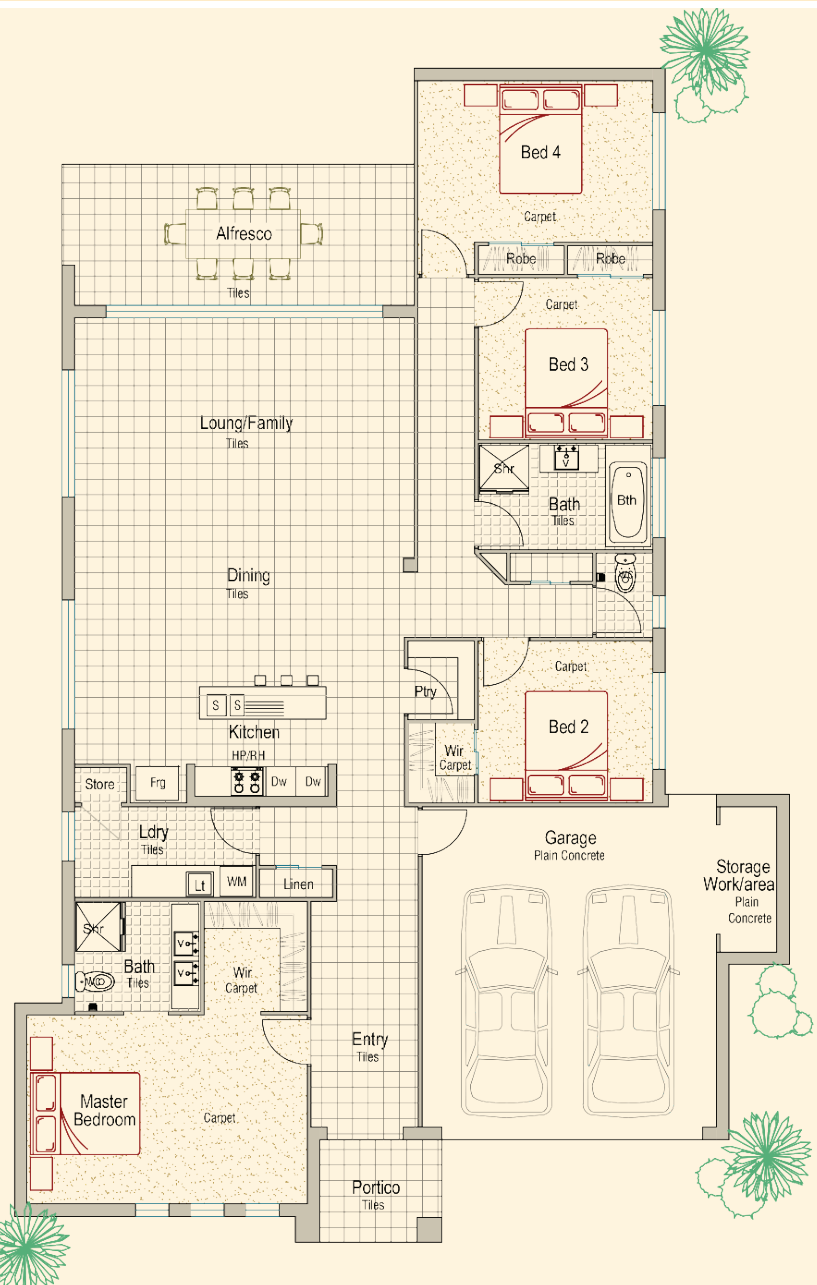 Bed 4
Carpet
Robe
Robe
Alfresco
Tiles
Carpet
Bed 3
Loung/Family
Tiles
Shr
V
Bath
Tiles
Bth
Dining
Tiles
WC
Carpet
Ptry
Bed 2
S
S
Kitchen
HP/RH
Wir
Carpet
Store
Frg
Dw
Dw
Ldry
Tiles
Lt
WM
Linen
Garage
Plain Concrete
Storage
Work/area
Plain
Concrete
Shr
V
V
WC
Bath
Tiles
Wir
Carpet
Entry
Tiles
Master
Bedroom
Carpet
Portico
Tiles